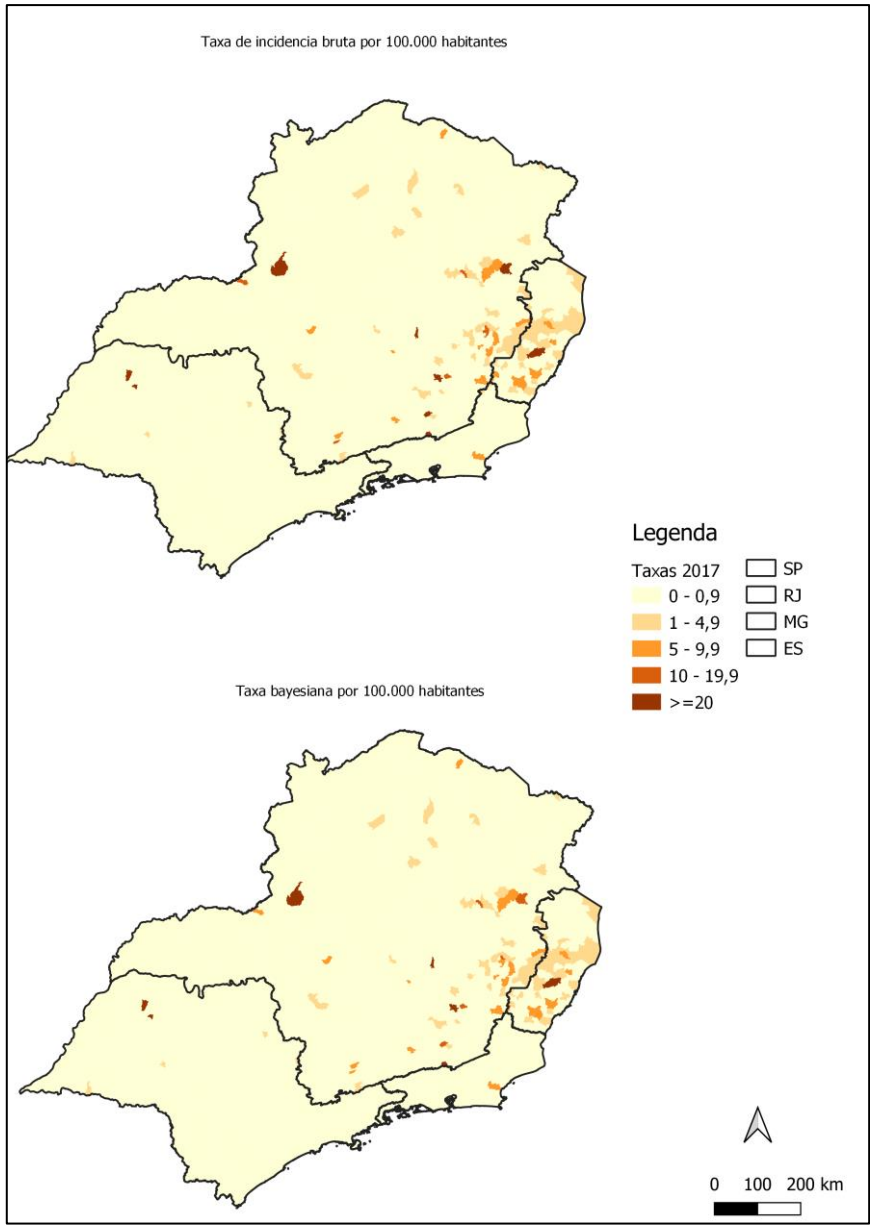 Taxa de incidencia bruta por 100.000 habitantes
Legenda
Taxas 2017
0 - 0,9
1 - 4,9
5 - 9,9
10 - 19,9
>=20
SP
RJ
MG
ES
Taxa bayesiana por 100.000 habitantes
0 100 200 km